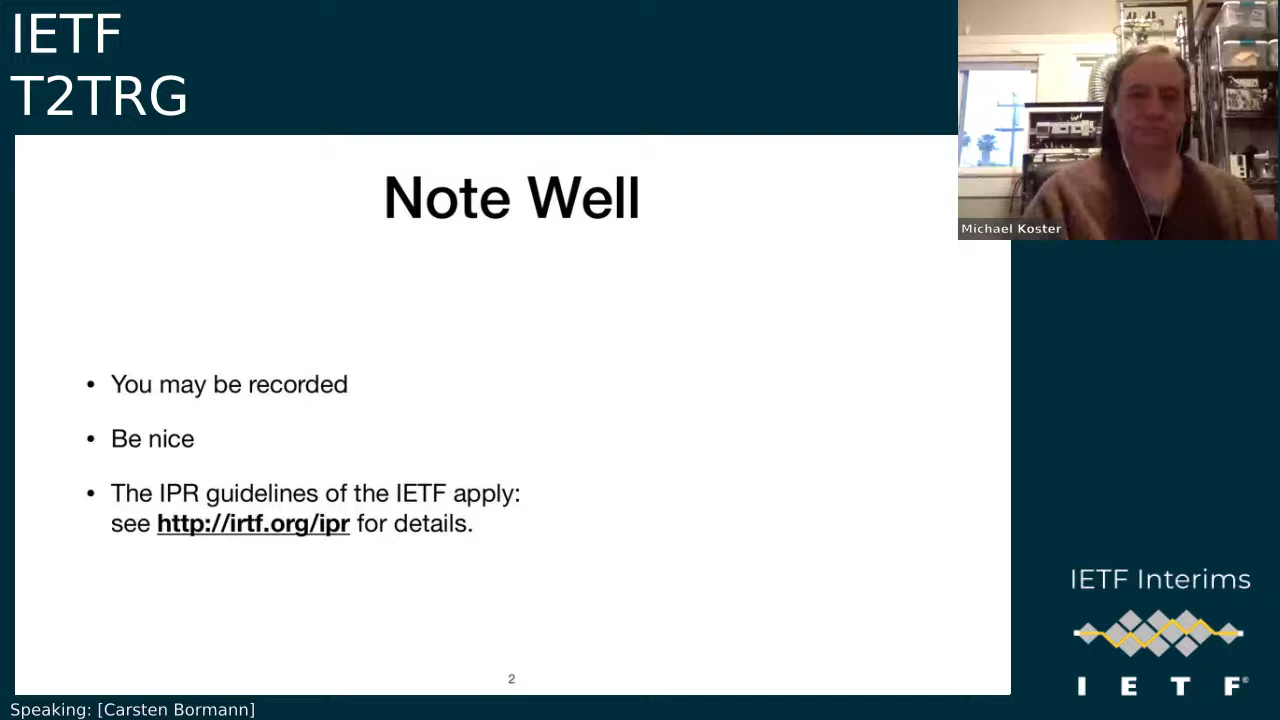 IETF
T2TRG
Note Well
Michael Koster
• You may be recorded
• Be nice
• The IPR guidelines of the IETF apply:
see http://irtf.org/ipr for details.
2
IETF Interims
I E T F®
Speaking: [Carsten Bormann]